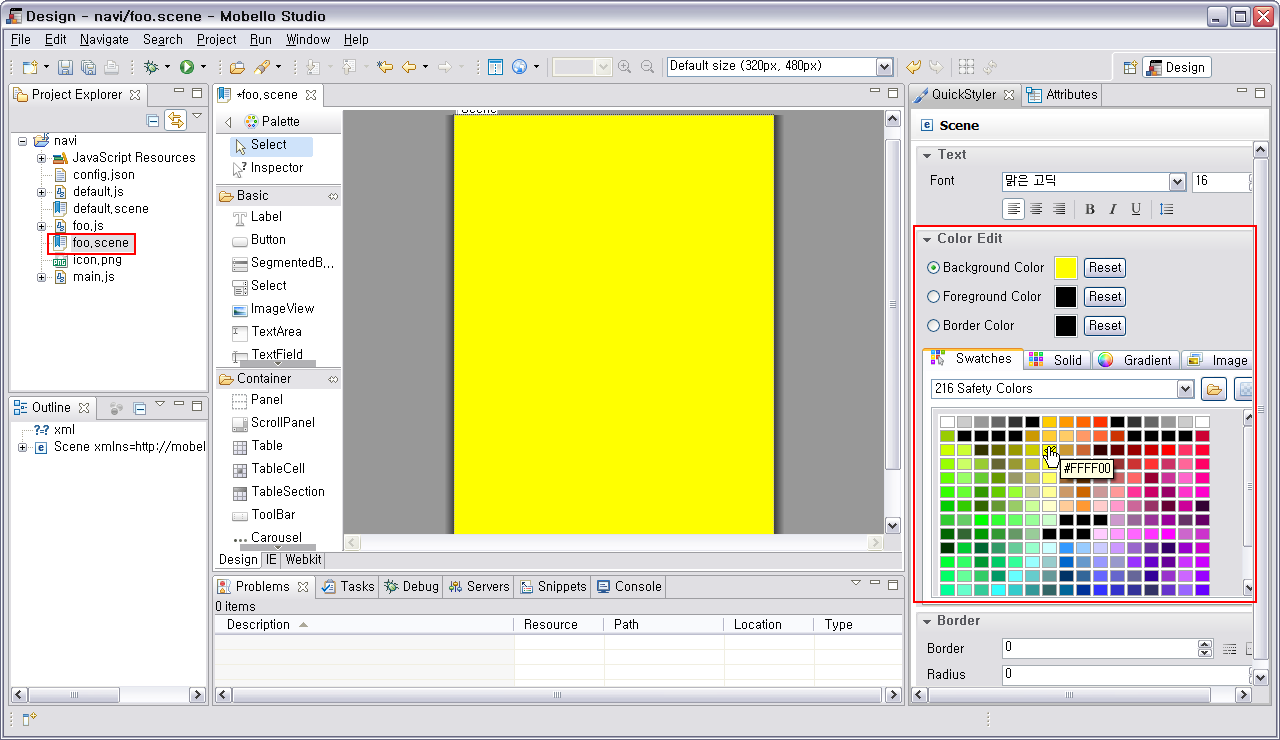 Design - navi/foo.scene - Mobello Studio
File Edit Navigate Search Project Run Window Help
Default size (320px, 480px)
Design
Project Explorer
navi
JavaScript Resources
config.json
default.js
default.scene
foo.js
foo.scene
icon.png
main.js
Outline
xml
Scene xmlns=http://mobel
*foo.scene
Palette
Select
Inspector
Basic
Label
Button
SegmentedB...
Select
ImageView
TextArea
TextField
Container
Panel
ScrollPanel
Table
TableCell
TableSection
ToolBar
Carousel
Scene
Design IE Webkit
Problems Tasks Debug Servers Snippets Console
0 items
Description Resource Path Location Type
QuickStyler Attributes
Scene
Text
Font 맑은 고딕 16
B I U
Color Edit
Background Color Reset
Foreground Color Reset
Border Color Reset
Swatches Solid Gradient Image
216 Safety Colors
#FFFF00
Border
Border 0
Radius 0